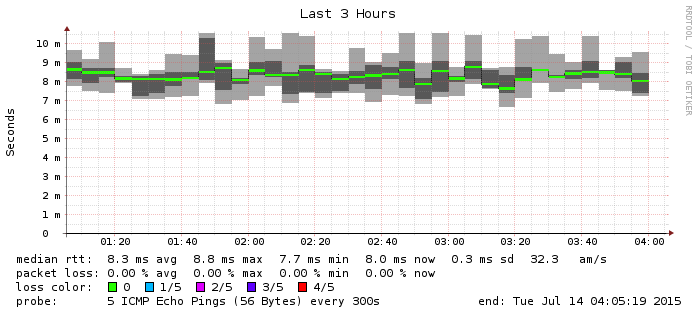 Last 3 Hours
RRDTOOL / TOBI OETIKER
Seconds
10 m
9 m
8 m
7 m
6 m
5 m
4 m
3 m
2 m
1 m
0
01:20 01:40 02:00 02:20 02:40 03:00 03:20 03:40 04:00
median rtt: 8.3 ms avg 8.8 ms max 7.7 ms min 8.0 ms now 0.3 ms sd 32.3 am/s
packet loss: 0.00 % avg 0.00 % max 0.00 % min 0.00 % now
loss color: 0 1/5 2/5 3/5 4/5
probe: 5 ICMP Echo Pings (56 Bytes) every 300s end: Tue Jul 14 04:05:19 2015